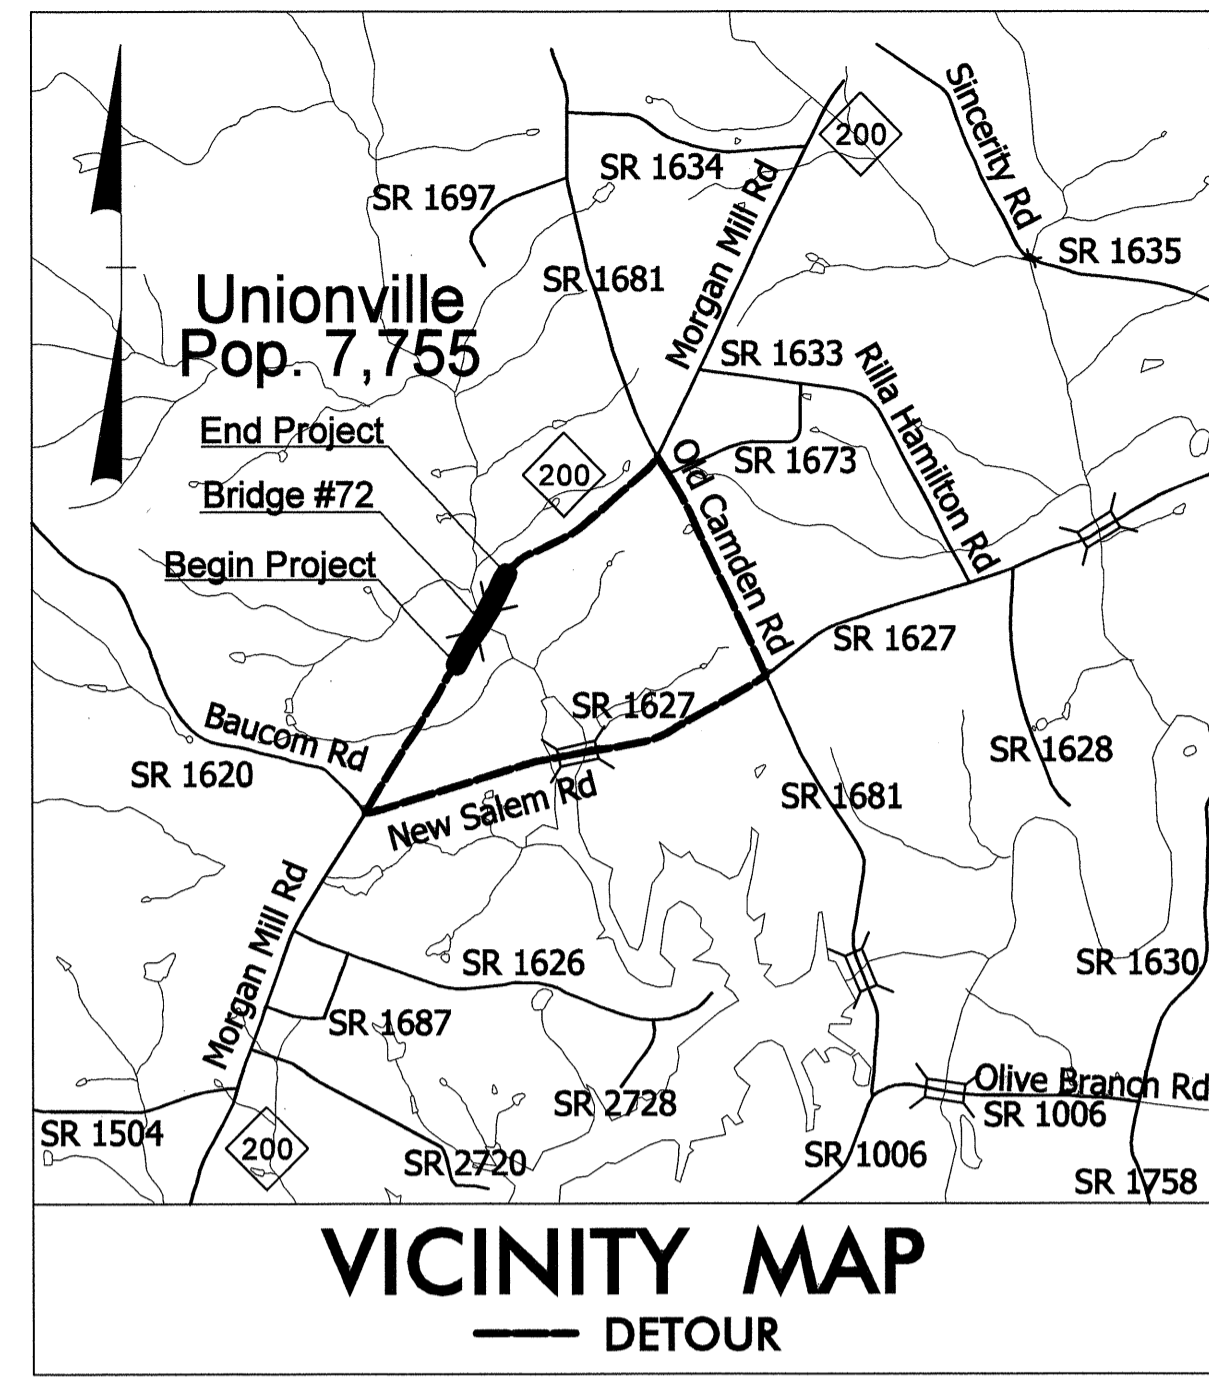 Sincerity Rd
200
SR 1634
SR 1697
Morgan Mill Rd
SR 1635
SR 1681
Unionville
Pop. 7,755
SR 1633
Rilla Hamilton Rd
End Project
200
Old Camden Rd
SR 1673
Bridge #72
Begin Project
SR 1627
SR 1627
Baucom Rd
SR 1628
SR 1620
New Salem Rd
SR 1681
Morgan Mill Rd
SR 1626
SR 1630
SR 1687
Olive Branch Rd
SR 2728
SR 1006
SR 1504
200
SR 2720
SR 1006
SR 1758
VICINITY MAP
DETOUR